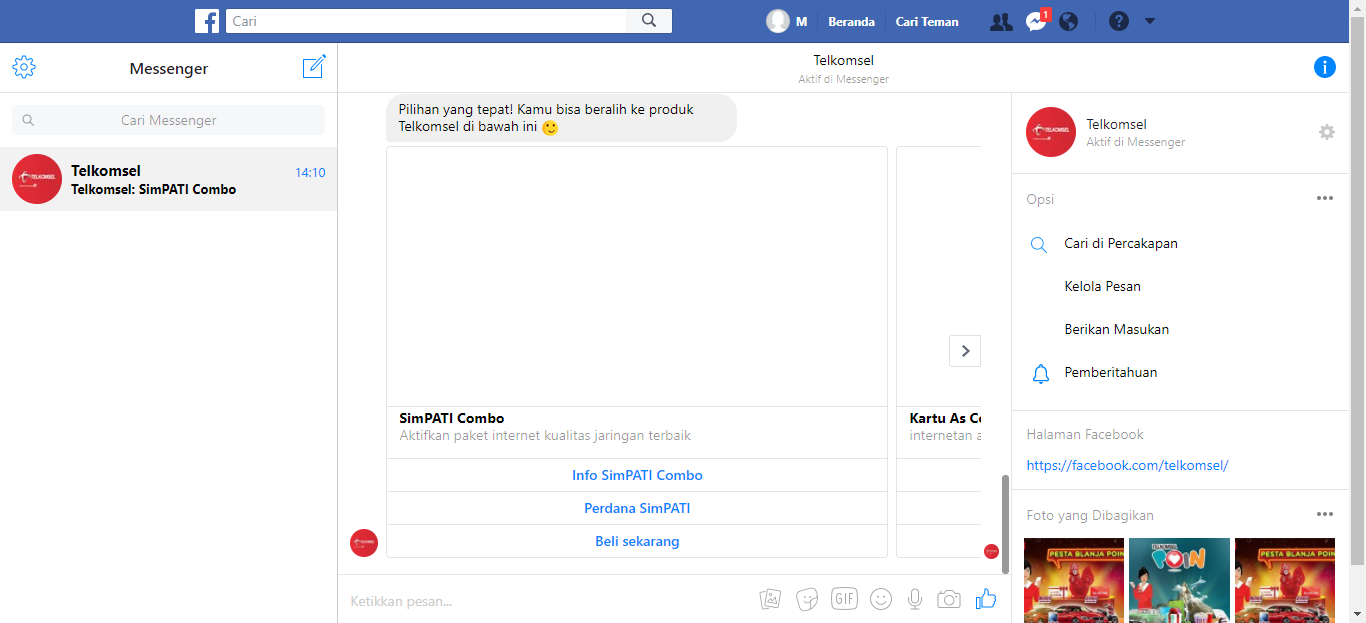 Cari
M
Beranda
Cari Teman
1
?
Messenger
Cari Messenger
Telkomsel
14:10
Telkomsel: SimPATI Combo
Telkomsel
Aktif di Messenger
Pilihan yang tepat! Kamu bisa beralih ke produk
Telkomsel di bawah ini 🙂
SimPATI Combo
Aktifkan paket internet kualitas jaringan terbaik
Info SimPATI Combo
Perdana SimPATI
Beli sekarang
Kartu As Co
internetan a
Ketikkan pesan...
GIF
Telkomsel
Aktif di Messenger
Opsi
Cari di Percakapan
Kelola Pesan
Berikan Masukan
Pemberitahuan
Halaman Facebook
https://facebook.com/telkomsel/
Foto yang Dibagikan
PESTA BLANJA POIN
TELKOMSEL
POIN
PESTA BLANJA POIN